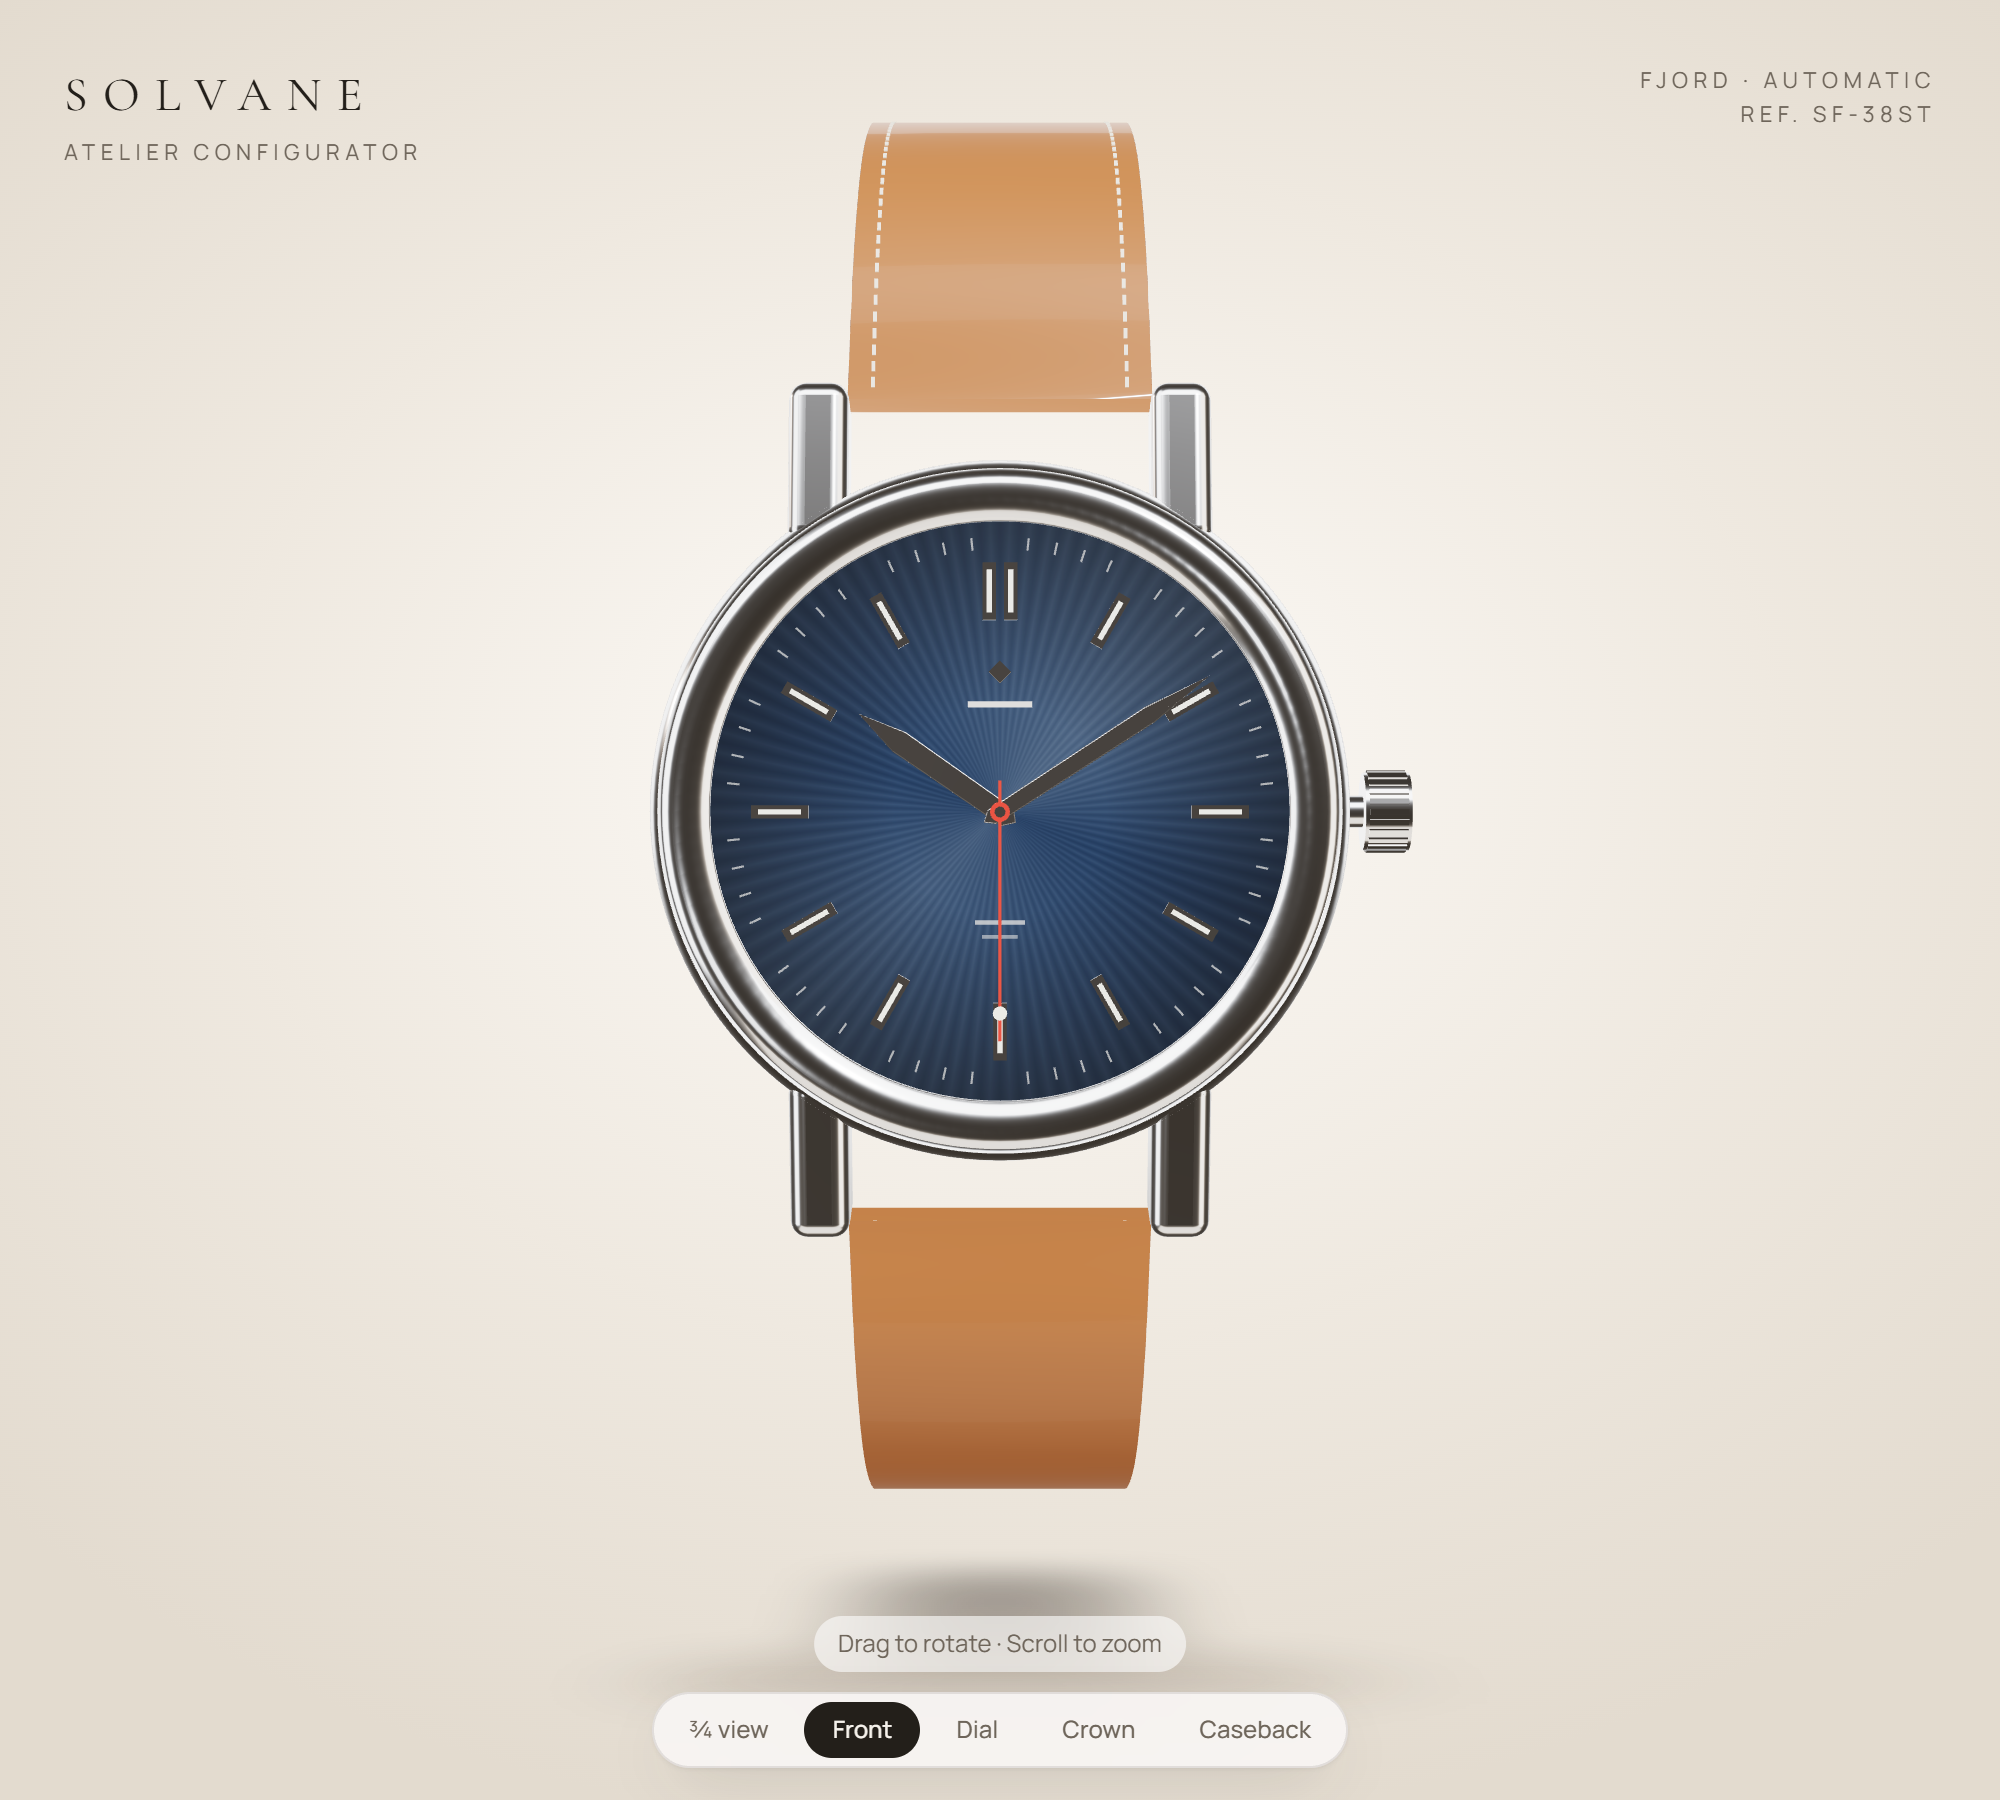 SOLVANE
ATELIER CONFIGURATOR
FJORD · AUTOMATIC
REF. SF-38ST
Drag to rotate · Scroll to zoom
¾ view
Front
Dial
Crown
Caseback